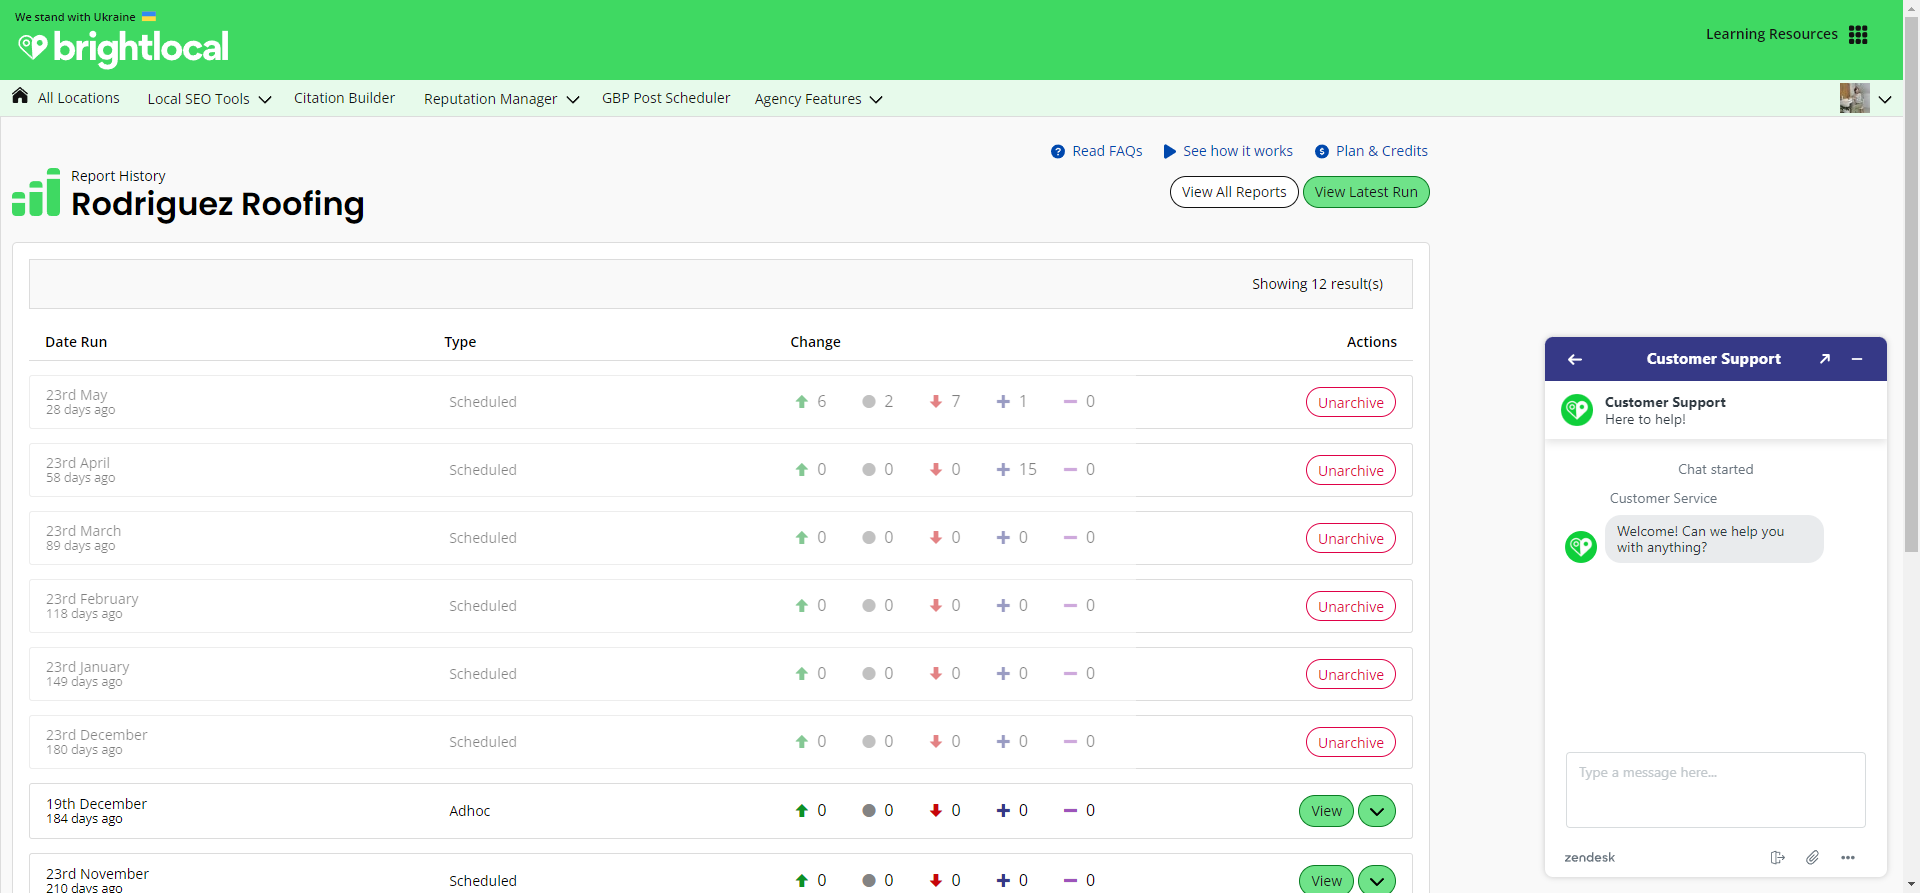 We stand with Ukraine
brightlocal
Learning Resources
All Locations
Local SEO Tools
Citation Builder
Reputation Manager
GBP Post Scheduler
Agency Features
Read FAQs
See how it works
Plan & Credits
Report History
Rodriguez Roofing
View All Reports
View Latest Run
Showing 12 result(s)
Date Run Type Change Actions
23rd May
28 days ago
Scheduled 6 2 7 1 0 Unarchive
23rd April
58 days ago
Scheduled 0 0 0 15 0 Unarchive
23rd March
89 days ago
Scheduled 0 0 0 0 0 Unarchive
23rd February
118 days ago
Scheduled 0 0 0 0 0 Unarchive
23rd January
149 days ago
Scheduled 0 0 0 0 0 Unarchive
23rd December
180 days ago
Scheduled 0 0 0 0 0 Unarchive
19th December
184 days ago
Adhoc 0 0 0 0 0 View
23rd November
210 days ago
Scheduled 0 0 0 0 0 View
Customer Support
Customer Support
Here to help!
Chat started
Customer Service
Welcome! Can we help you
with anything?
Type a message here...
zendesk